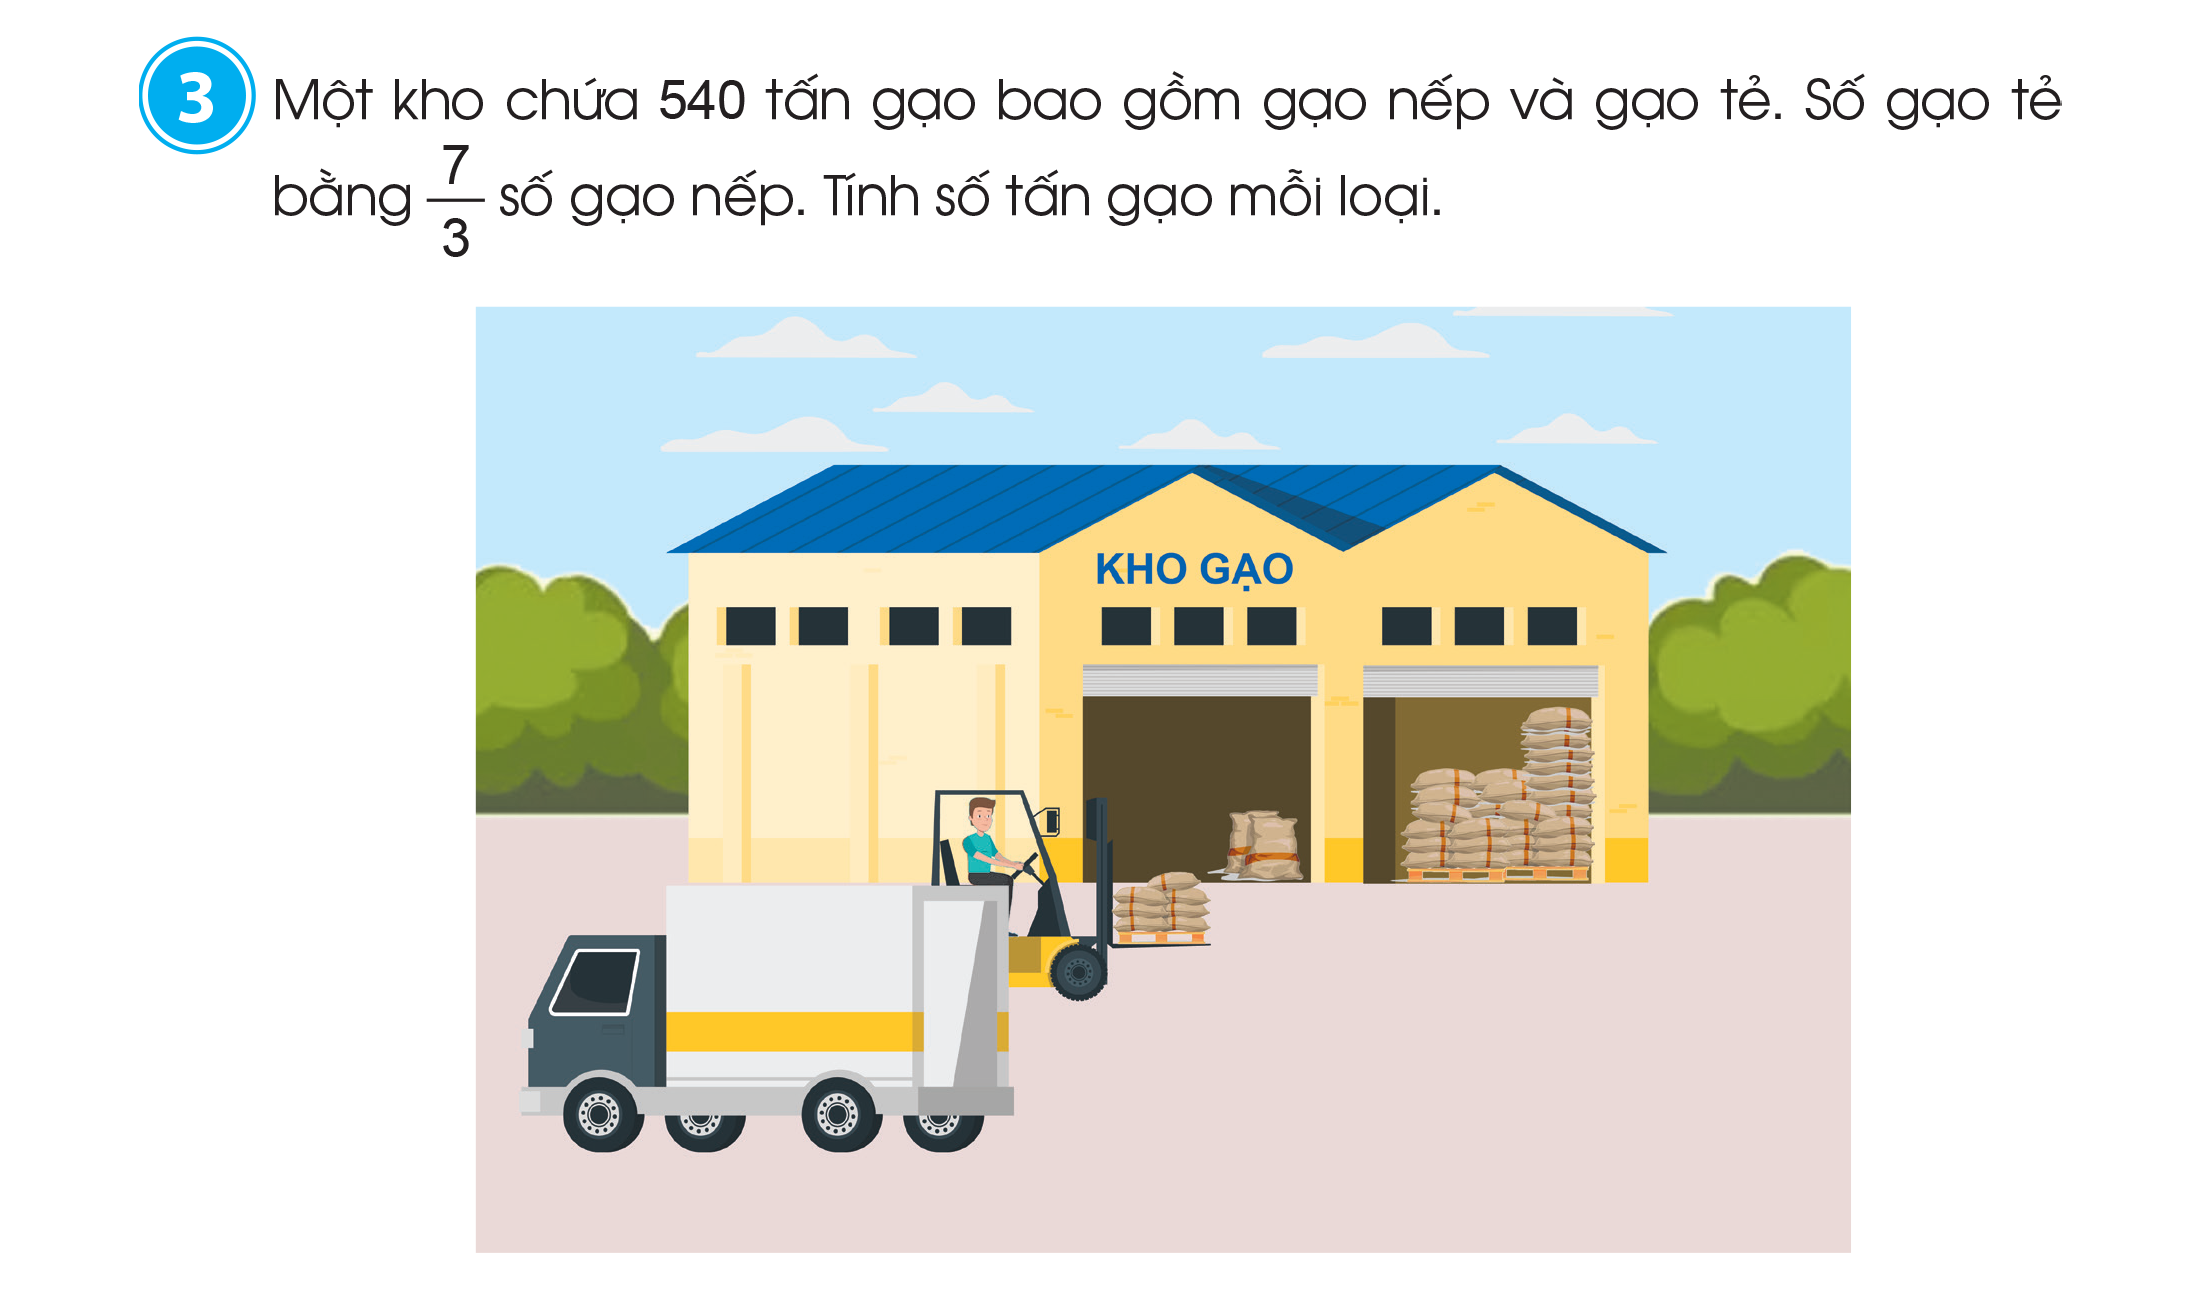 3 Một kho chứa 540 tấn gạo bao gồm gạo nếp và gạo tẻ. Số gạo tẻ
bằng 7/3 số gạo nếp. Tính số tấn gạo mỗi loại.
KHO GẠO